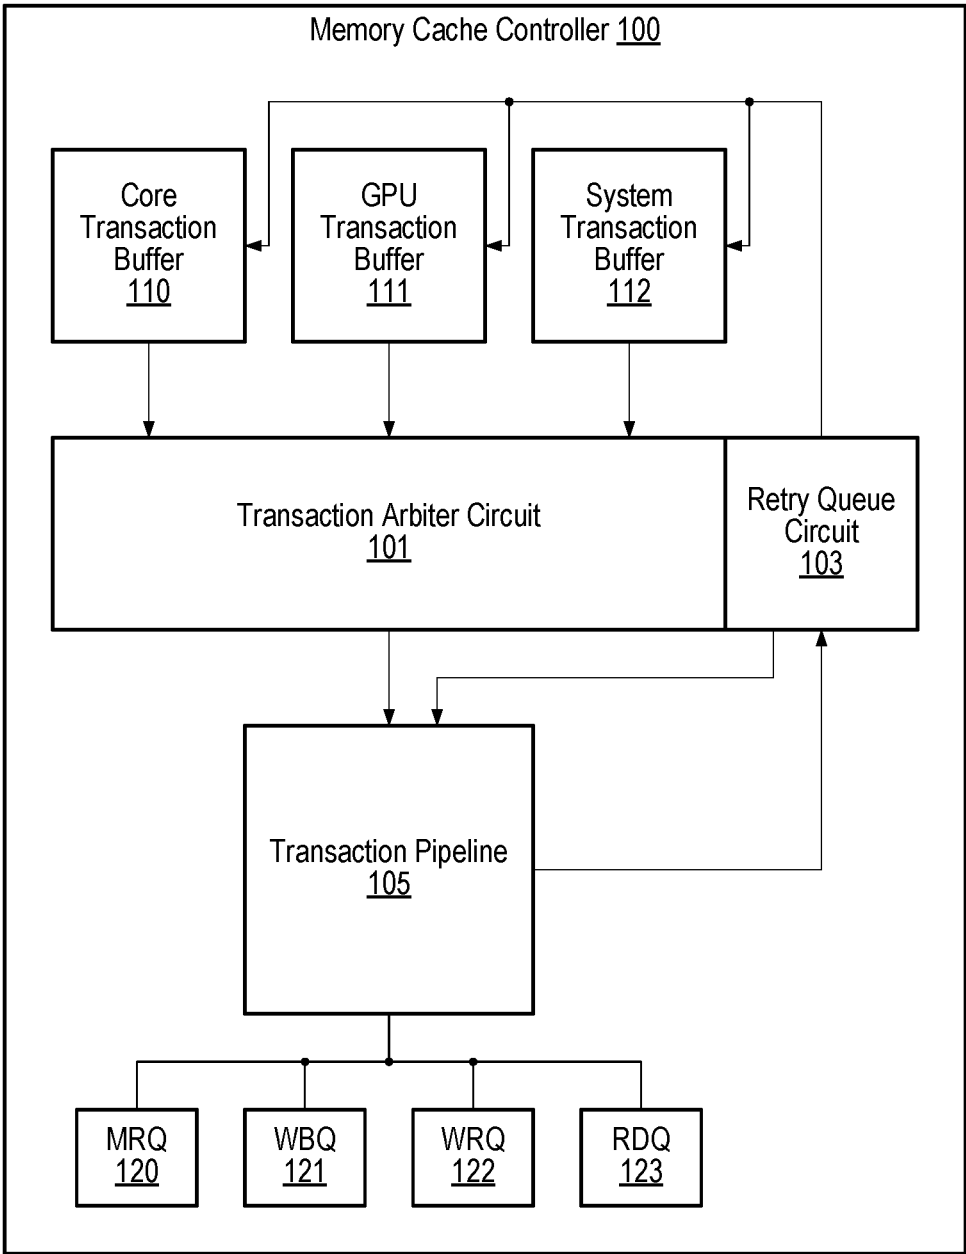 Memory Cache Controller 100
Core
Transaction
Buffer
110
GPU
Transaction
Buffer
111
System
Transaction
Buffer
112
Transaction Arbiter Circuit
101
Retry Queue
Circuit
103
Transaction Pipeline
105
MRQ
120
WBQ
121
WRQ
122
RDQ
123